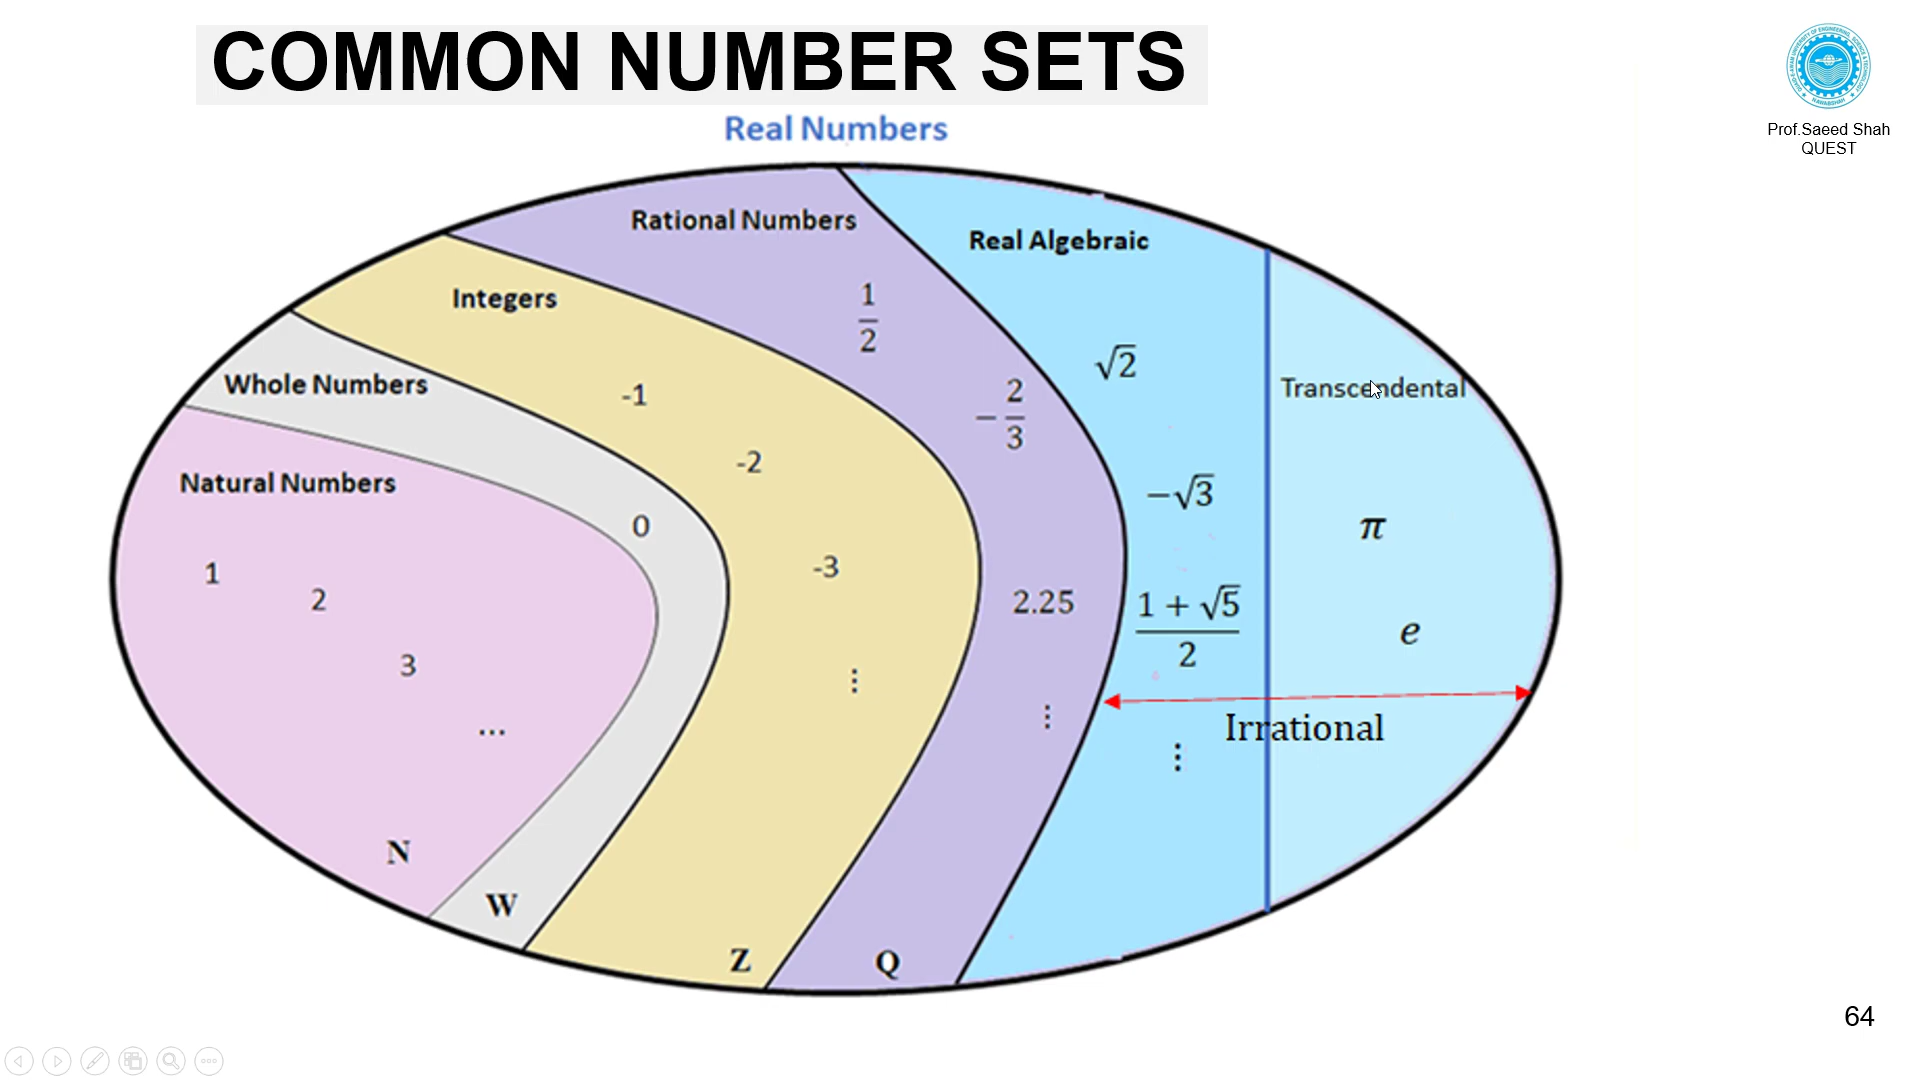 COMMON NUMBER SETS
Prof.Saeed Shah
QUEST
Real Numbers
Rational Numbers
Real Algebraic
Integers
1/2
√2
Whole Numbers
Transcendental
-1
-2/3
-2
Natural Numbers
-√3
0
π
-3
1
2
2.25
(1 + √5)/2
e
3
⋮
⋮
...
Irrational
⋮
N
W
Z
Q
64